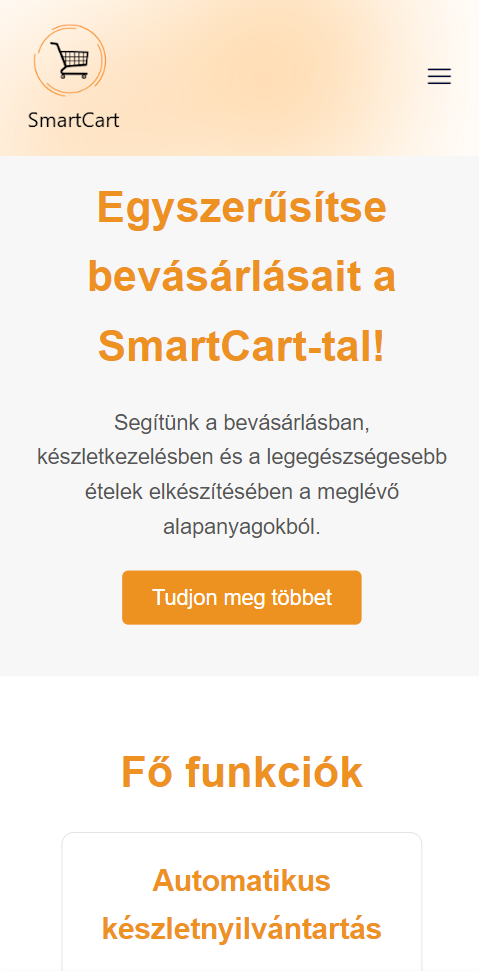 SmartCart
Egyszerűsítse
bevásárlásait a
SmartCart-tal!
Segítünk a bevásárlásban,
készletkezelésben és a legegészségesebb
ételek elkészítésében a meglévő
alapanyagokból.
Tudjon meg többet
Fő funkciók
Automatikus
készletnyilvántartás